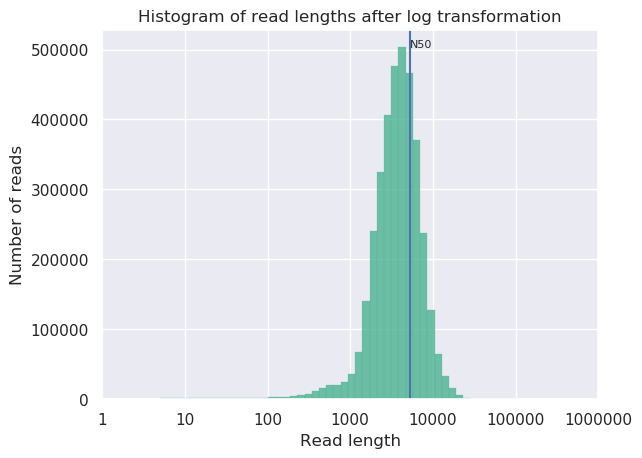 Histogram of read lengths after log transformation
N50
500000
400000
300000
200000
100000
0
Number of reads
1 10 100 1000 10000 100000 1000000
Read length